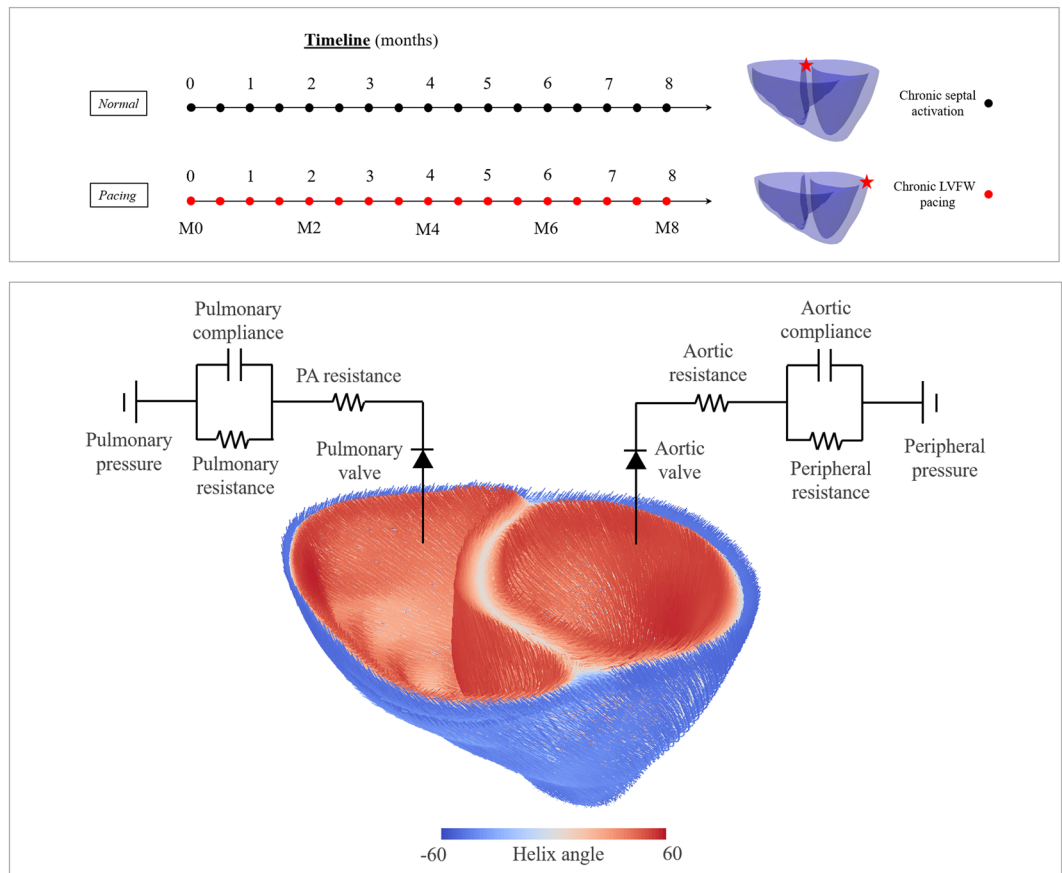 Timeline (months)
0 1 2 3 4 5 6 7 8
Normal
Chronic septal
activation
0 1 2 3 4 5 6 7 8
Pacing
Chronic LVFW
pacing
M0 M2 M4 M6 M8
Pulmonary
compliance
PA resistance
Pulmonary
pressure
Pulmonary
resistance
Pulmonary
valve
Aortic
compliance
Aortic
resistance
Aortic
valve
Peripheral
resistance
Peripheral
pressure
-60 Helix angle 60